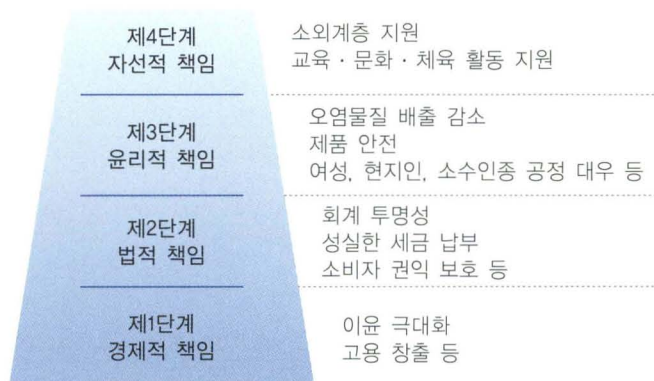 제4단계
자선적 책임
소외계층 지원
교육·문화·체육 활동 지원
제3단계
윤리적 책임
오염물질 배출 감소
제품 안전
여성, 현지인, 소수인종 공정 대우 등
제2단계
법적 책임
회계 투명성
성실한 세금 납부
소비자 권익 보호 등
제1단계
경제적 책임
이윤 극대화
고용 창출 등